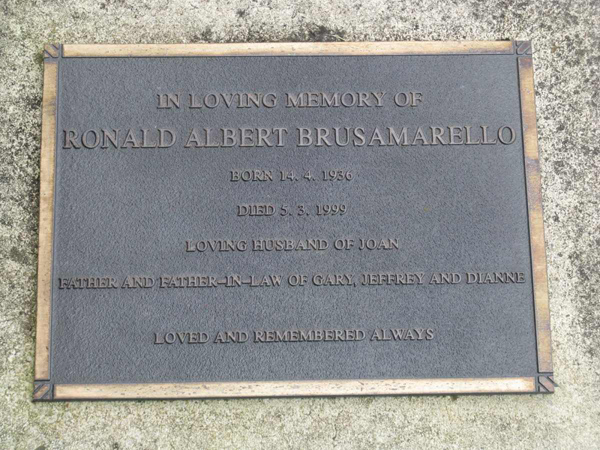 IN LOVING MEMORY OF
RONALD ALBERT BRUSAMARELLO
BORN 14. 4. 1936
DIED 5. 3. 1999
LOVING HUSBAND OF JOAN
FATHER AND FATHER-IN-LAW OF GARY, JEFFREY AND DIANNE
LOVED AND REMEMBERED ALWAYS